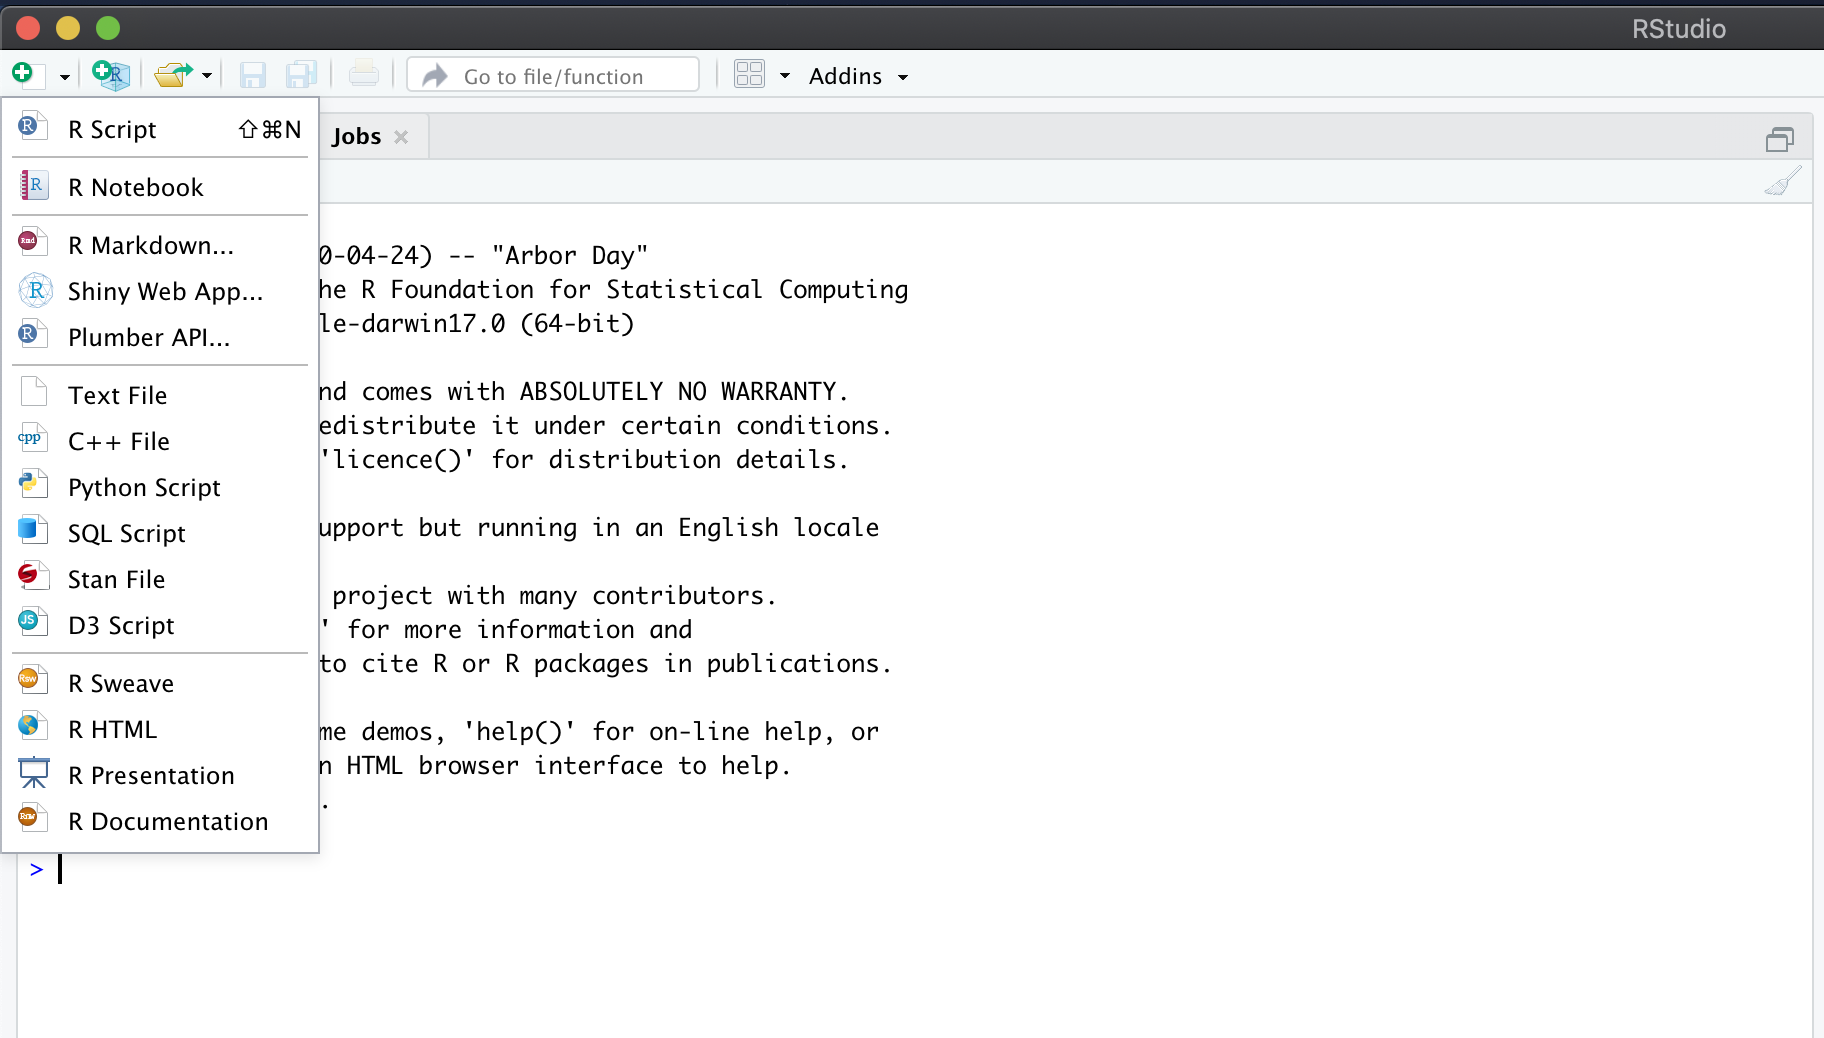 RStudio
Go to file/function
Addins
R Script ⇧⌘N
Jobs
R Notebook
R Markdown...
Shiny Web App...
Plumber API...
Text File
C++ File
Python Script
SQL Script
Stan File
D3 Script
R Sweave
R HTML
R Presentation
R Documentation
0-04-24) -- "Arbor Day"
he R Foundation for Statistical Computing
le-darwin17.0 (64-bit)
nd comes with ABSOLUTELY NO WARRANTY.
edistribute it under certain conditions.
'licence()' for distribution details.
upport but running in an English locale
project with many contributors.
' for more information and
to cite R or R packages in publications.
me demos, 'help()' for on-line help, or
n HTML browser interface to help.
.
>